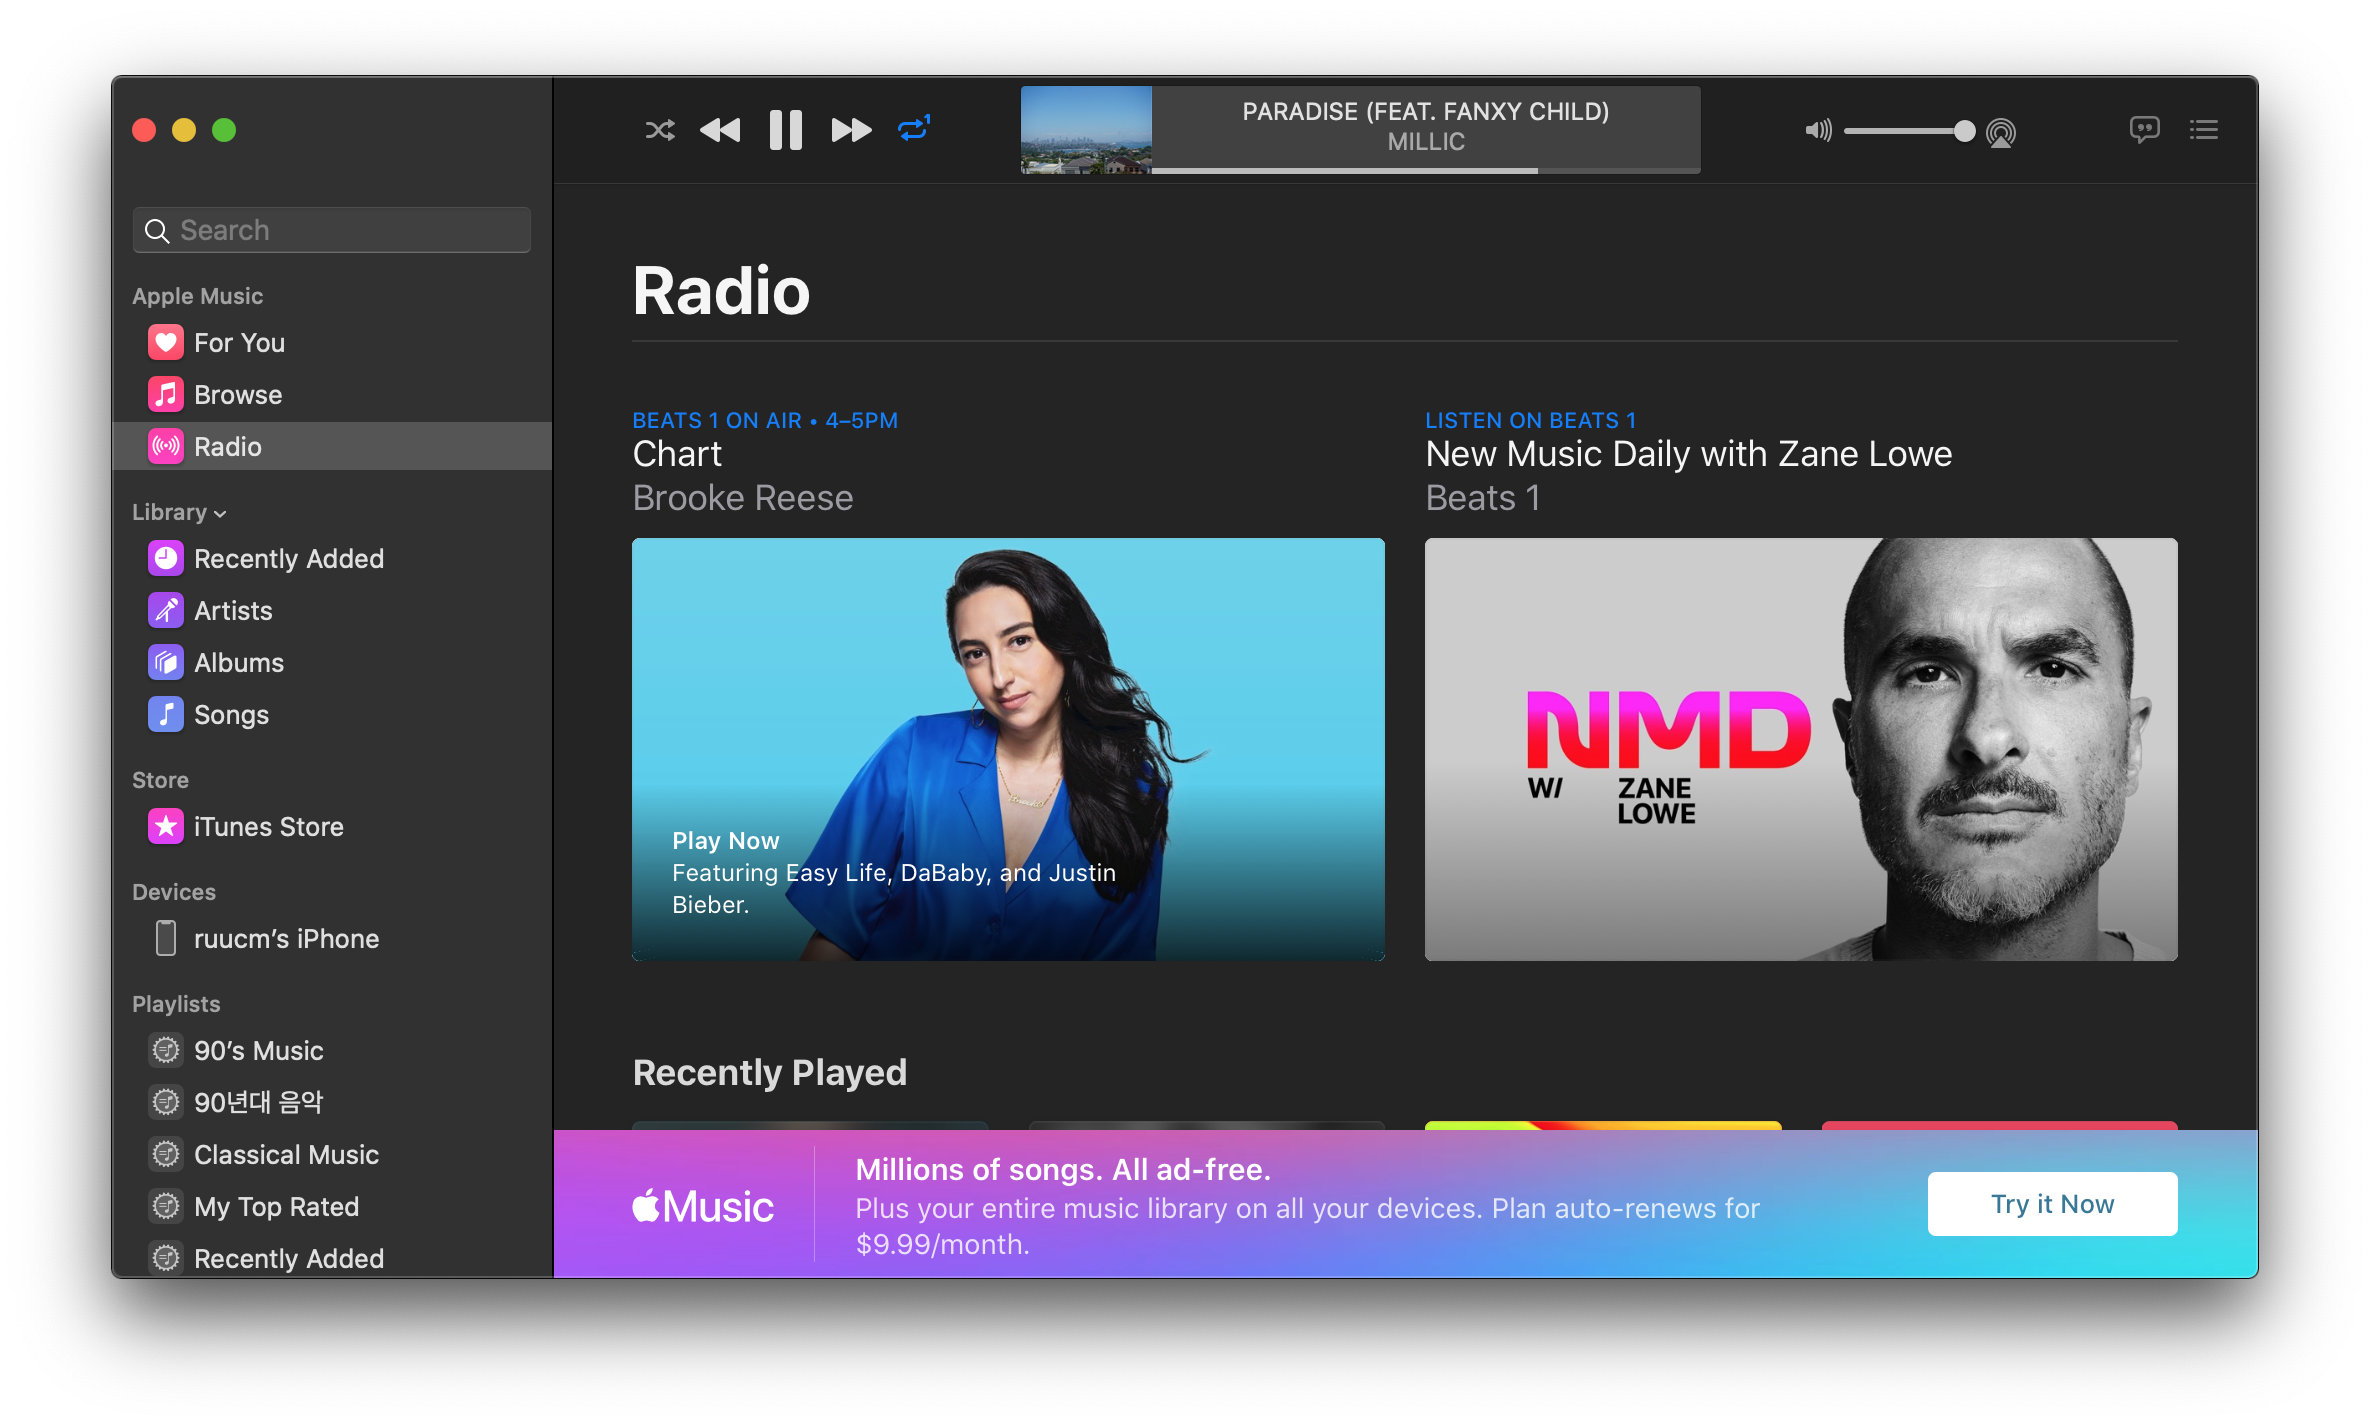 PARADISE (FEAT. FANXY CHILD)
MILLIC
Search
Apple Music
For You
Browse
Radio
Library
Recently Added
Artists
Albums
Songs
Store
iTunes Store
Devices
ruucm’s iPhone
Playlists
90’s Music
90년대 음악
Classical Music
My Top Rated
Recently Added
Radio
BEATS 1 ON AIR • 4–5PM
Chart
Brooke Reese
Play Now
Featuring Easy Life, DaBaby, and Justin
Bieber.
LISTEN ON BEATS 1
New Music Daily with Zane Lowe
Beats 1
NMD
W/ ZANE
LOWE
Recently Played
Music
Millions of songs. All ad-free.
Plus your entire music library on all your devices. Plan auto-renews for
$9.99/month.
Try it Now